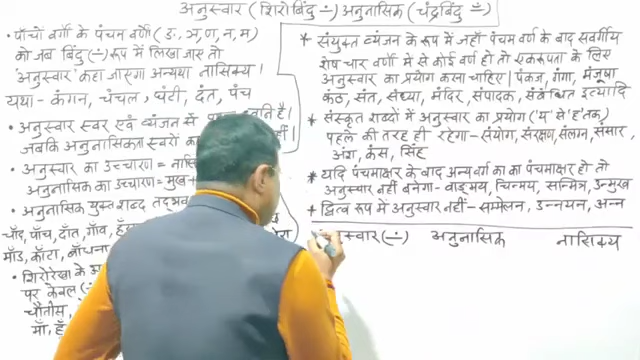 अनुस्वार (शिरोबिंदु ÷) अनुनासिक (चंद्रबिंदु)
• पाँचों वर्गों के पंचम वर्णों (ङ, ञ, ण, न, म)
को जब बिंदु (÷) रूप में लिखा जाए तो
'अनुस्वार' कहा जाएगा अन्यथा नासिक्य।
यथा - कंगन, चंचल, घंटी, दंत, पंच
• अनुस्वार स्वर एवं व्यंजन से है।
जबकि अनुनासिकता स्वरों का
• अनुस्वार का उच्चारण = नासि
अनुनासिक का उच्चारण = मुख +
• अनुनासिक युक्त शब्द तद्भव
चाँद, पाँच, दाँत, गाँव,
माँड, काँटा, बाँधना
• शिरोरेखा के
पर केवल
चौंतीस,
माँ,
* संयुक्त व्यंजन के रूप में जहाँ पंचम वर्ण के बाद सवर्गीय
शेष चार वर्णों में से कोई वर्ण हो तो एकरूपता के लिए
अनुस्वार का प्रयोग करना चाहिए। पंकज, गंगा, मंजूषा
कंठ, संत, संध्या, मंदिर, संपादक, संबंधित इत्यादि
* संस्कृत शब्दों में अनुस्वार का प्रयोग ('य' से 'ह' तक)
पहले की तरह ही रहेगा - संयोग, संरक्षण, संलग्न, संसार,
अंश, कंस, सिंह
* यदि पंचमाक्षर के बाद अन्य वर्ग का का पंचमाक्षर हो तो
अनुस्वार नहीं बनेगा - वाङ्मय, चिन्मय, सन्मित्र, उन्मुख
* द्वित्व रूप में अनुस्वार नहीं - सम्मेलन, उन्नयन, अन्न
अनुस्वार (÷) अनुनासिक नासिक्य